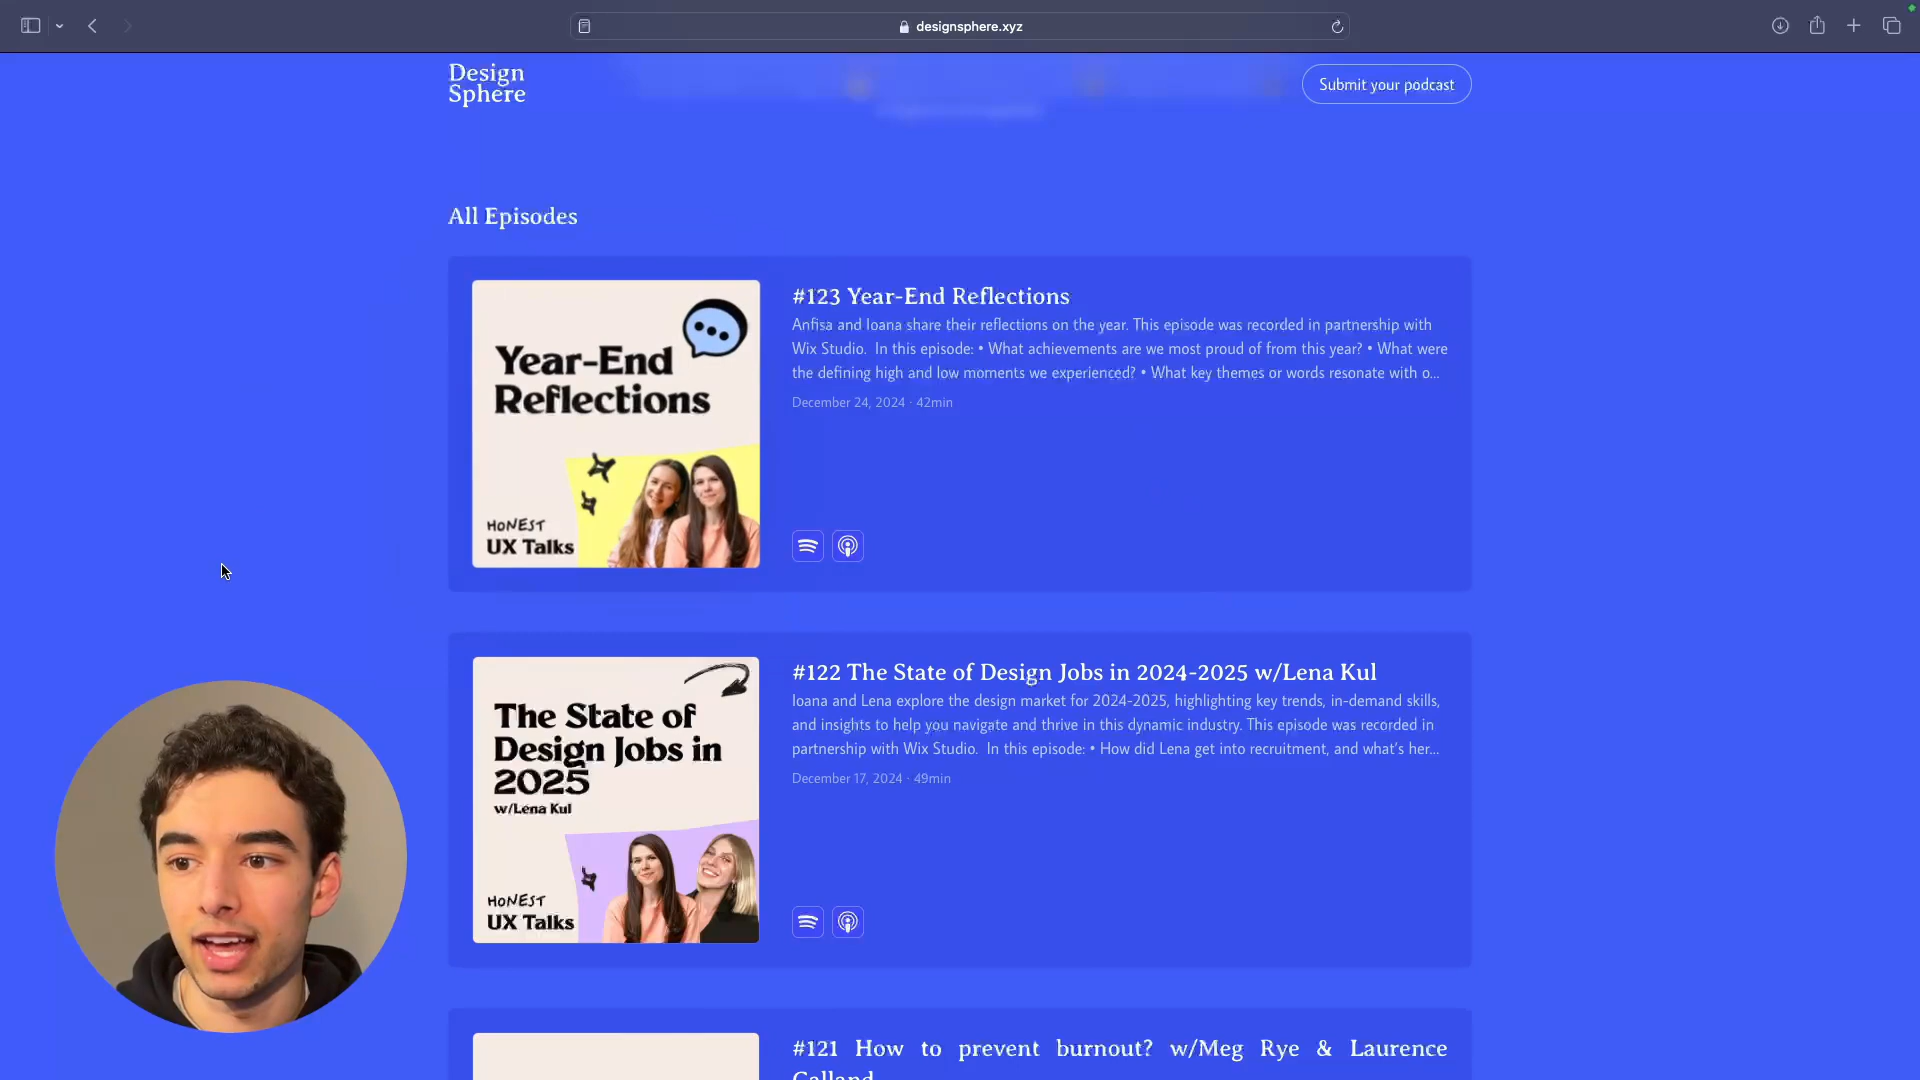 designsphere.xyz
Design
Sphere
Submit your podcast
All Episodes
Year-End
Reflections
HONEST
UX Talks
#123 Year-End Reflections
Anfisa and Ioana share their reflections on the year. This episode was recorded in partnership with
Wix Studio.  In this episode: • What achievements are we most proud of from this year? • What were
the defining high and low moments we experienced? • What key themes or words resonate with o...
December 24, 2024 · 42min
The State of
Design Jobs in
2025
w/Lena Kul
HONEST
UX Talks
#122 The State of Design Jobs in 2024-2025 w/Lena Kul
Ioana and Lena explore the design market for 2024-2025, highlighting key trends, in-demand skills,
and insights to help you navigate and thrive in this dynamic industry. This episode was recorded in
partnership with Wix Studio.  In this episode: • How did Lena get into recruitment, and what's her...
December 17, 2024 · 49min
#121 How to prevent burnout? w/Meg Rye & Laurence